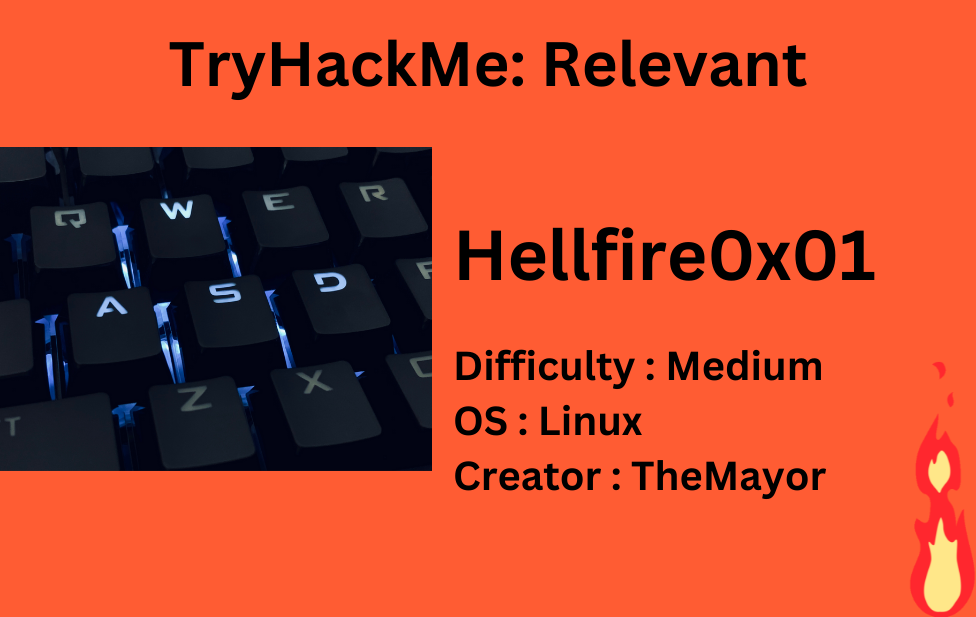 TryHackMe: Relevant
Q W E R
A S D F
T Z X C
Hellfire0x01
Difficulty : Medium
OS : Linux
Creator : TheMayor